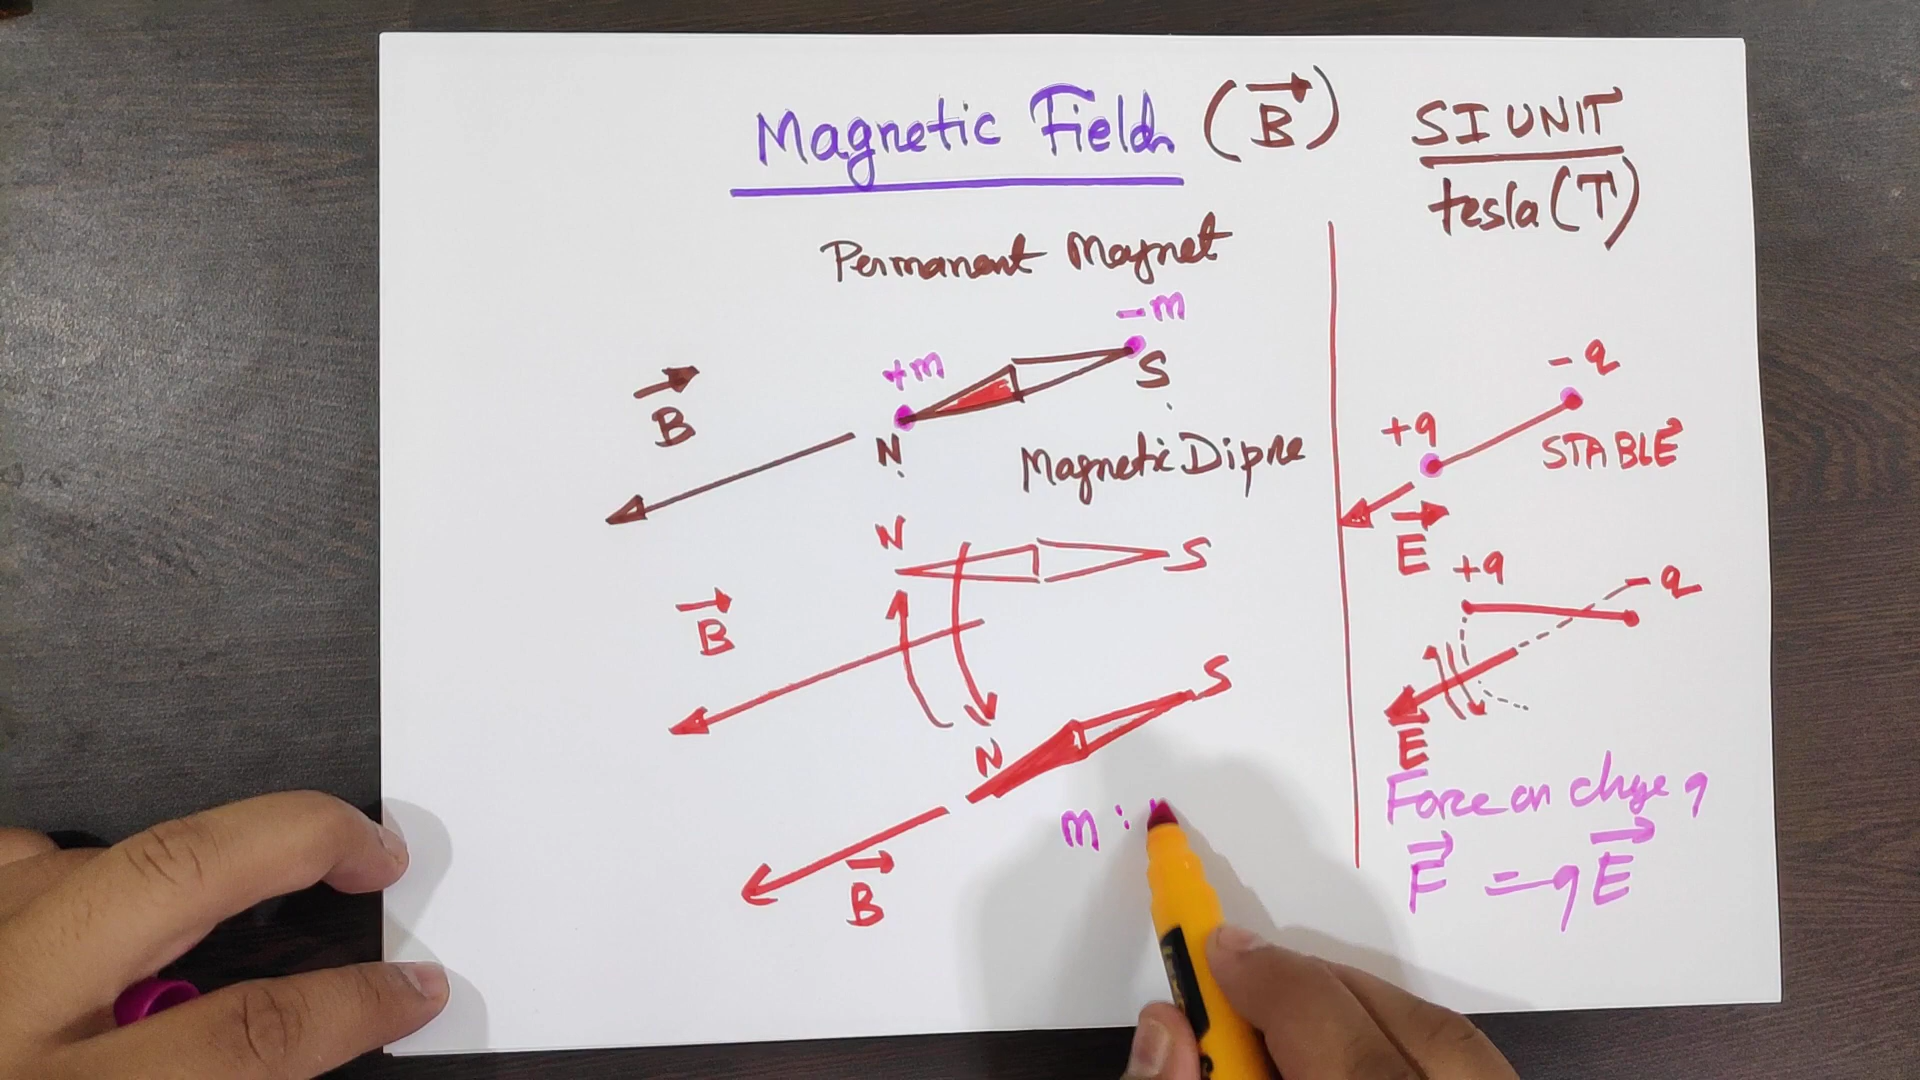 Magnetic Field (B)
SI UNIT
tesla (T)
Permanent Magnet
-m
+m
S
N
B
Magnetic Dipole
N
S
B
S
N
B
m :
-q
+q
STABLE
E
+q
-q
E
Force on charge q
F = qE